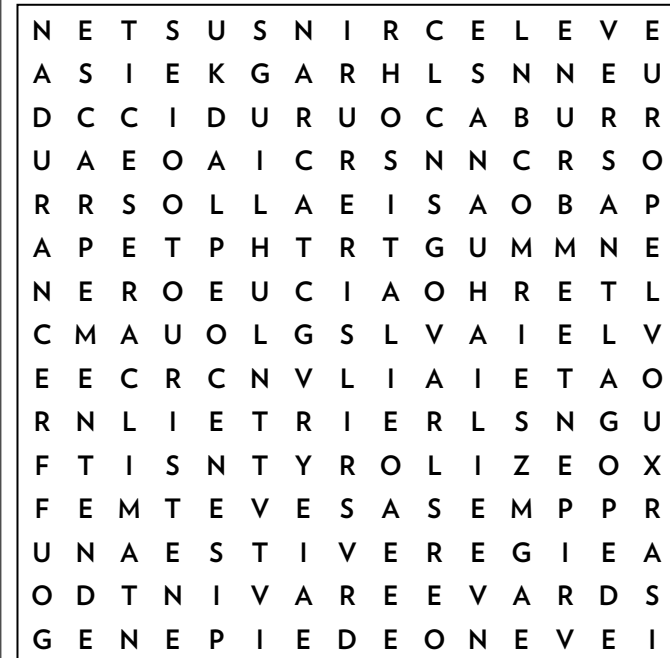 N E T S U S N I R C E L E V E
A S I E K G A R H L S N N E U
D C C I D U R U O C A B U R R
U A E O A I C R S N N C R S O
R R S O L L A E I S A O B A P
A P E T P H T R T G U M M N E
N E R O E U C I A O H R E T L
C M A U O L G S L V A I E L V
E E C R C N V L I A I E T A O
R N L I E T R I E R L S N G U
F T I S N T Y R O L I Z E O X
F E M T E V E S A S E M P P R
U N A E S T I V E R E G I E A
O D T N I V A R E E V A R D S
G E N E P I E D E O N E V E I